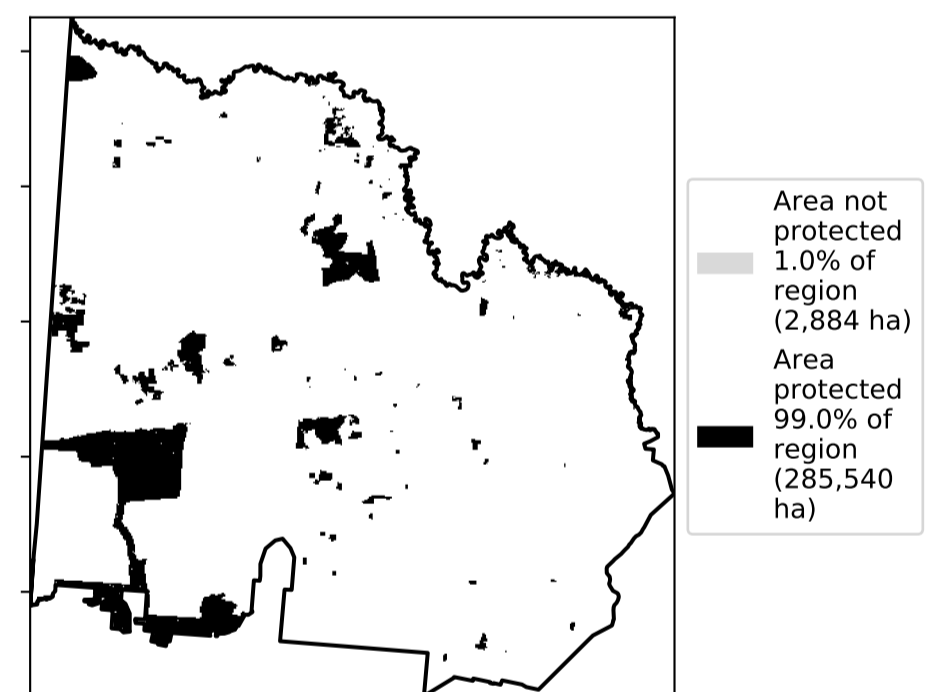 Area not
protected
1.0% of
region
(2,884 ha)
Area
protected
99.0% of
region
(285,540
ha)